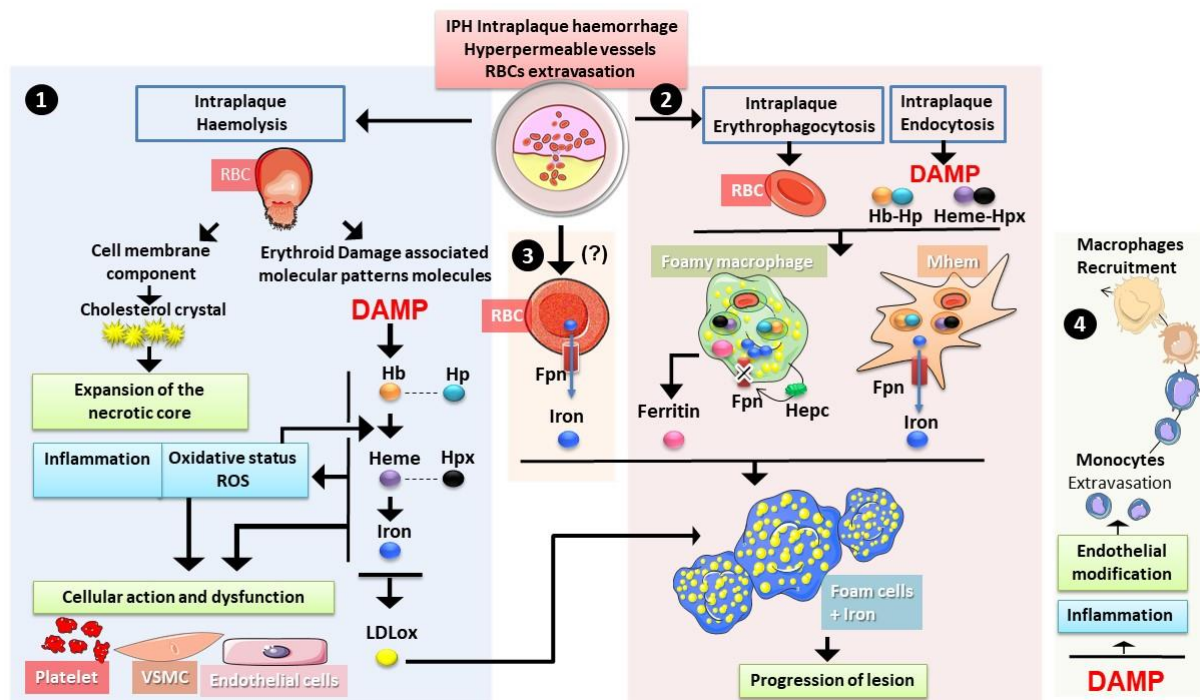 IPH Intraplaque haemorrhage
Hyperpermeable vessels
RBCs extravasation
1
Intraplaque
Haemolysis
RBC
Cell membrane
component
Cholesterol crystal
Expansion of the
necrotic core
Erythroid Damage associated
molecular patterns molecules
DAMP
Hb
Hp
Heme
Hpx
Iron
LDLox
Inflammation
Oxidative status
ROS
Cellular action and dysfunction
Platelet
VSMC
Endothelial cells
3
(?)
RBC
Fpn
Iron
2
Intraplaque
Erythrophagocytosis
Intraplaque
Endocytosis
RBC
DAMP
Hb-Hp
Heme-Hpx
Foamy macrophage
Mhem
Ferritin
Fpn
Hepc
Fpn
Iron
Foam cells
+ Iron
Progression of lesion
Macrophages
Recruitment
4
Monocytes
Extravasation
Endothelial
modification
Inflammation
DAMP